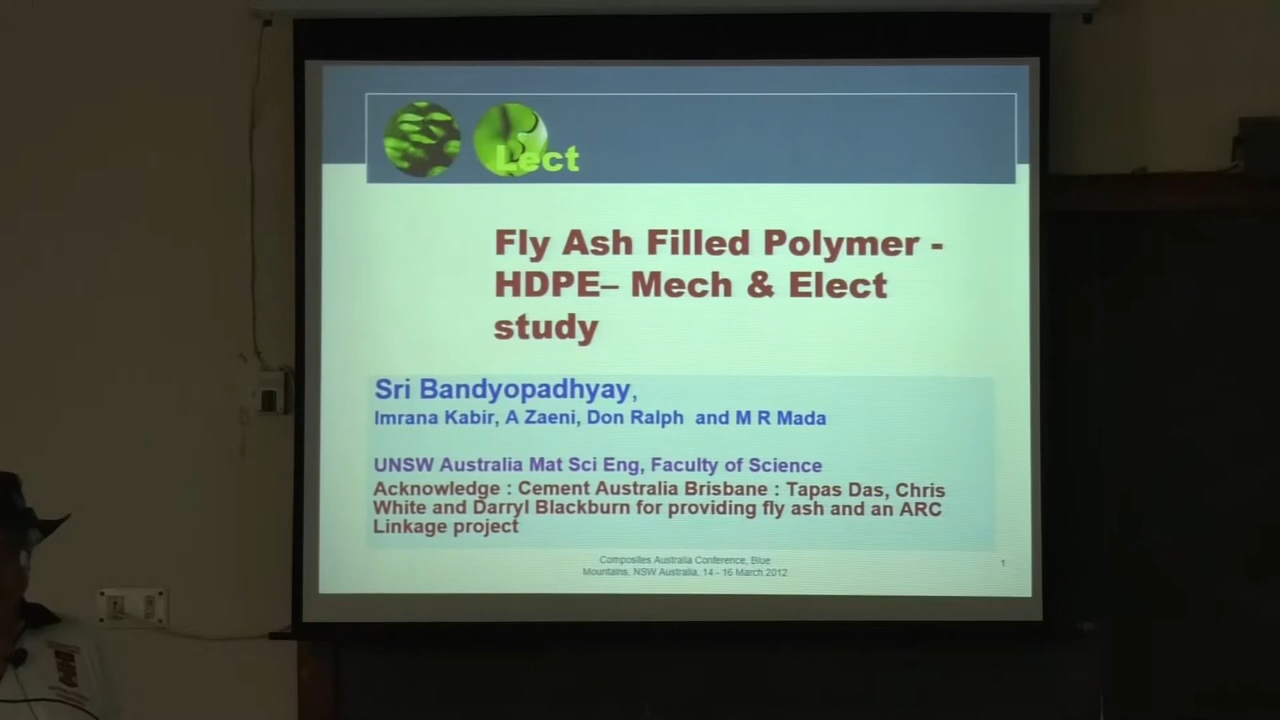 Lect
Fly Ash Filled Polymer -
HDPE– Mech & Elect
study
Sri Bandyopadhyay,
Imrana Kabir, A Zaeni, Don Ralph and M R Mada
UNSW Australia Mat Sci Eng, Faculty of Science
Acknowledge : Cement Australia Brisbane : Tapas Das, Chris
White and Darryl Blackburn for providing fly ash and an ARC
Linkage project
Composites Australia Conference, Blue
Mountains, NSW Australia, 14 - 16 March 2012
1